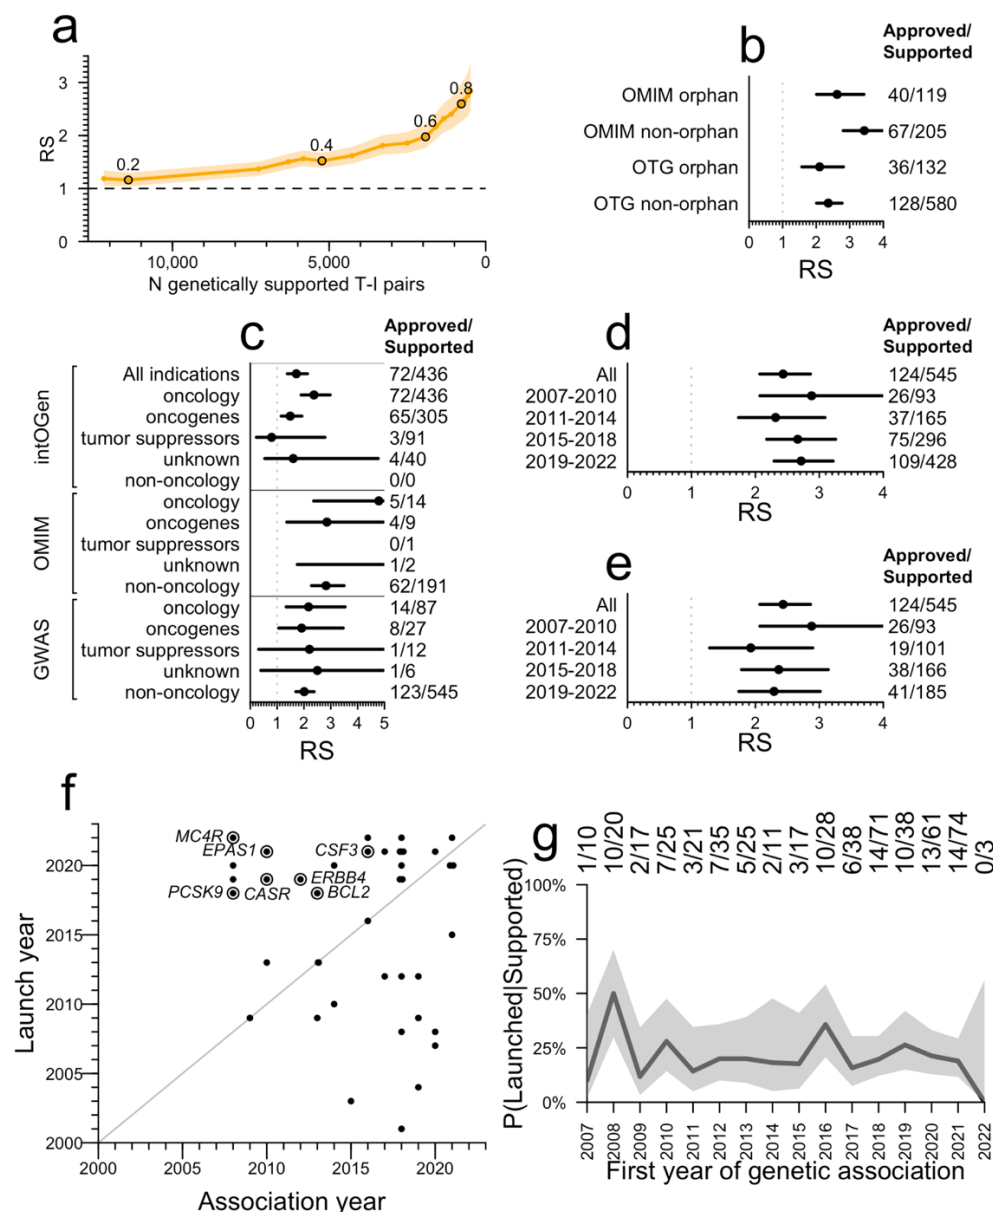 a
3
2
1
0
RS
0.2
0.4
0.6
0.8
10,000
5,000
0
N genetically supported T-I pairs
b
Approved/
Supported
OMIM orphan 40/119
OMIM non-orphan 67/205
OTG orphan 36/132
OTG non-orphan 128/580
0 1 2 3 4
RS
c
Approved/
Supported
intOGen
All indications 72/436
oncology 72/436
oncogenes 65/305
tumor suppressors 3/91
unknown 4/40
non-oncology 0/0
OMIM
oncology 5/14
oncogenes 4/9
tumor suppressors 0/1
unknown 1/2
non-oncology 62/191
GWAS
oncology 14/87
oncogenes 8/27
tumor suppressors 1/12
unknown 1/6
non-oncology 123/545
0 1 2 3 4 5
RS
d
Approved/
Supported
All 124/545
2007-2010 26/93
2011-2014 37/165
2015-2018 75/296
2019-2022 109/428
0 1 2 3 4
RS
e
Approved/
Supported
All 124/545
2007-2010 26/93
2011-2014 19/101
2015-2018 38/166
2019-2022 41/185
0 1 2 3 4
RS
f
MC4R
EPAS1
CSF3
PCSK9
CASR
ERBB4
BCL2
2020
2015
2010
2005
2000
Launch year
2000 2005 2010 2015 2020
Association year
g
1/10 10/20 2/17 7/25 3/21 7/35 5/25 2/11 3/17 10/28 6/38 14/71 10/38 13/61 14/74 0/3
100%
75%
50%
25%
0%
P(Launched|Supported)
2007 2008 2009 2010 2011 2012 2013 2014 2015 2016 2017 2018 2019 2020 2021 2022
First year of genetic association